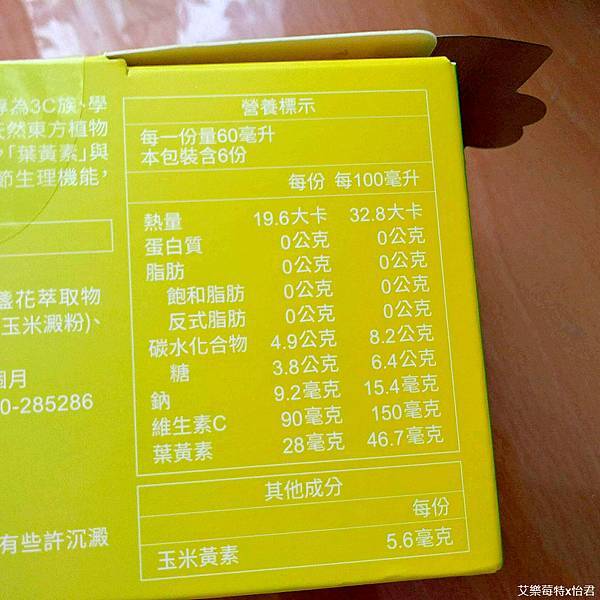 專為3C族、學
天然東方植物
「葉黃素」與
節生理機能,
盞花萃取物
玉米澱粉)、
個月
0-285286
有些許沉澱
營養標示
每一份量60毫升
本包裝含6份
每份 每100毫升
熱量 19.6大卡 32.8大卡
蛋白質 0公克 0公克
脂肪 0公克 0公克
飽和脂肪 0公克 0公克
反式脂肪 0公克 0公克
碳水化合物 4.9公克 8.2公克
糖 3.8公克 6.4公克
鈉 9.2毫克 15.4毫克
維生素C 90毫克 150毫克
葉黃素 28毫克 46.7毫克
其他成分
每份
玉米黃素 5.6毫克
艾樂莓特x怡君